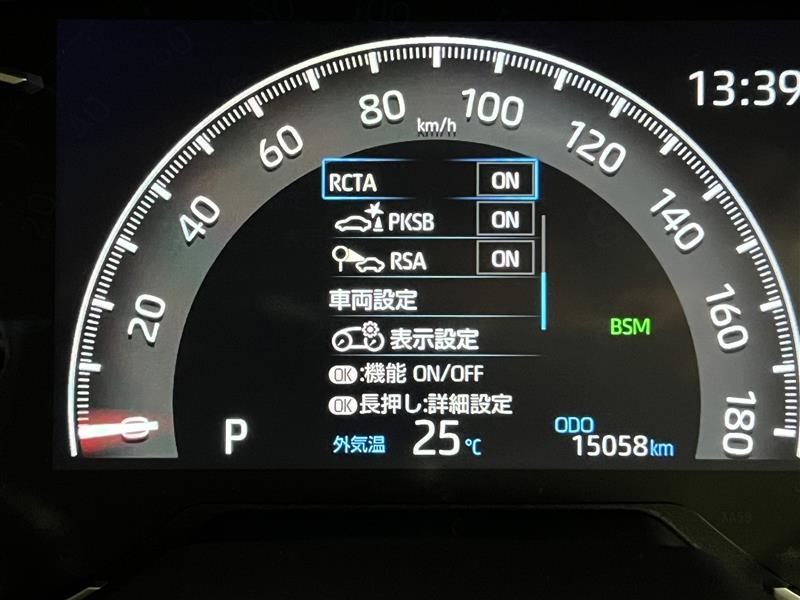 13:39
0
20
40
60
80
100
120
140
160
180
km/h
RCTA ON
PKSB ON
RSA ON
車両設定
表示設定
BSM
OK:機能 ON/OFF
OK長押し:詳細設定
P
外気温 25℃
ODO
15058km